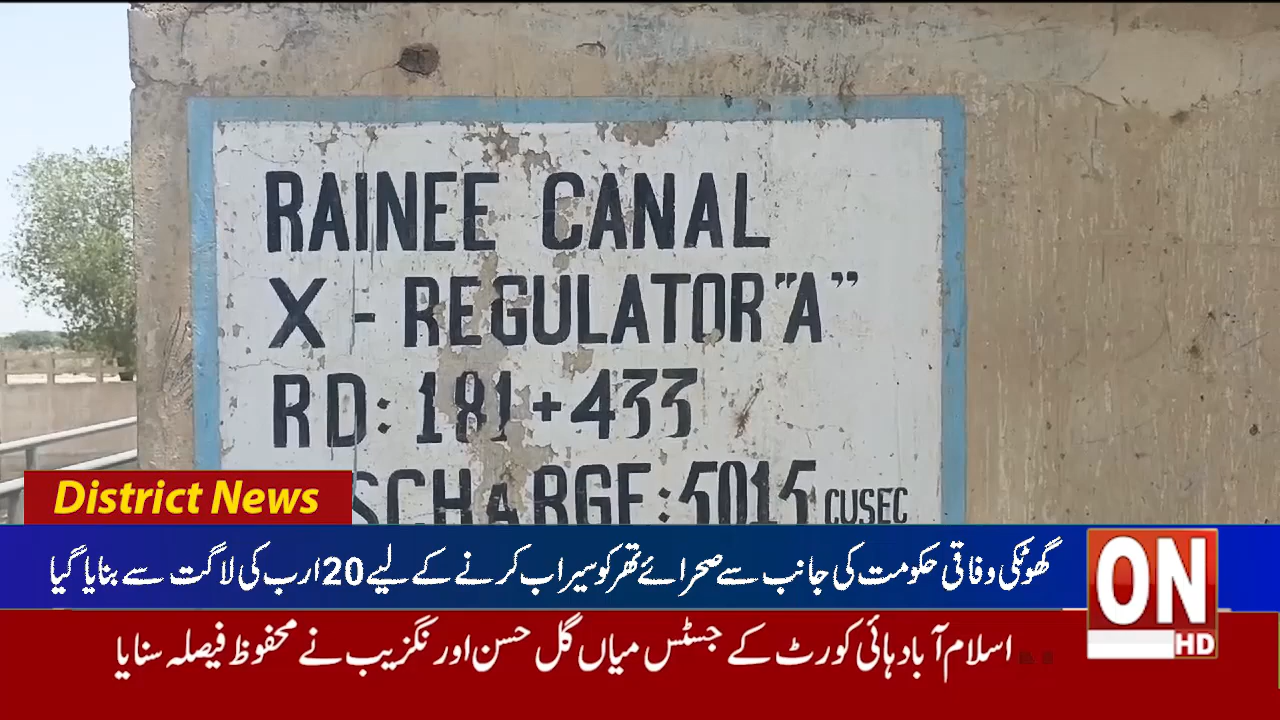 RAINEE CANAL
X - REGULATOR "A"
RD: 181+433
DISCHARGE: 5015 CUSEC
District News
گھوٹکی وفاقی حکومت کی جانب سے صحرائے تھر کو سیراب کرنے کے لیے 20 ارب کی لاگت سے بنایا گیا
اسلام آباد ہائی کورٹ کے جسٹس میاں گل حسن اورنگزیب نے محفوظ فیصلہ سنایا
ON
HD